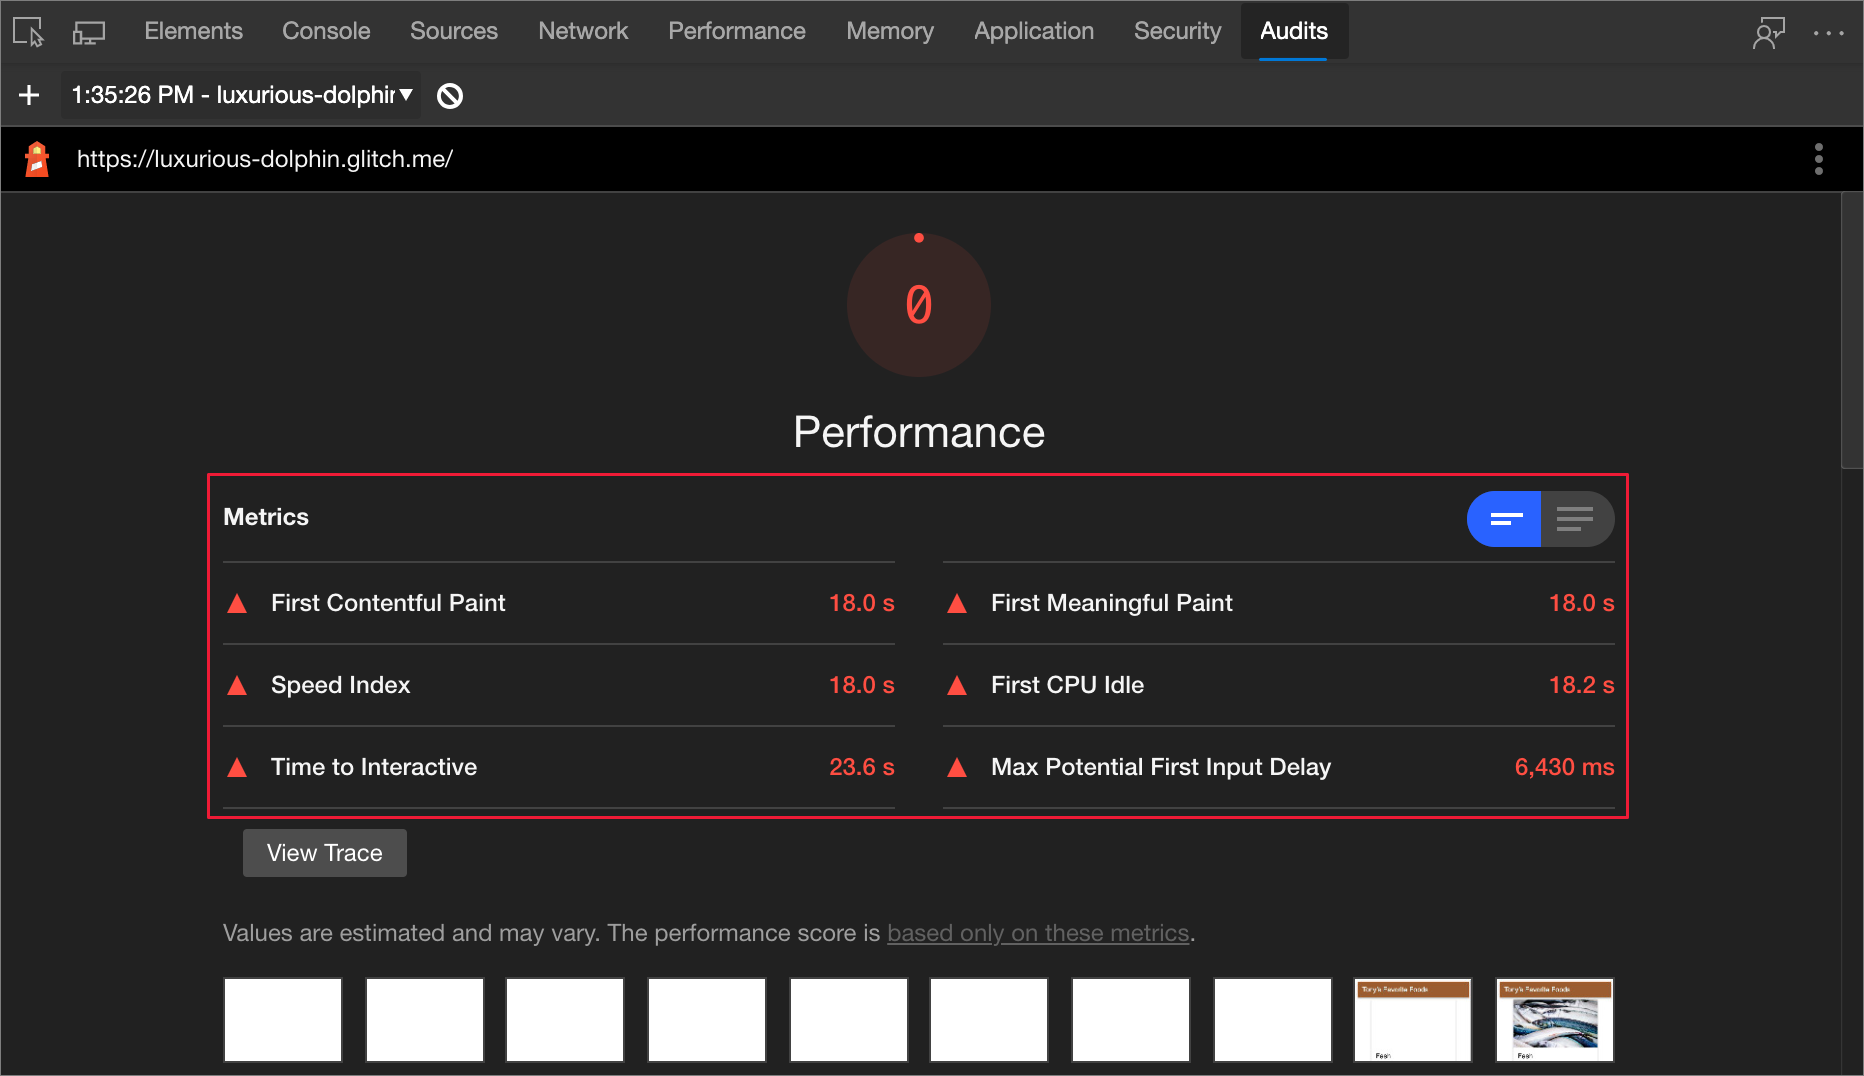 Elements Console Sources Network Performance Memory Application Security Audits
1:35:26 PM - luxurious-dolphin
https://luxurious-dolphin.glitch.me/
0
Performance
Metrics
First Contentful Paint 18.0 s
First Meaningful Paint 18.0 s
Speed Index 18.0 s
First CPU Idle 18.2 s
Time to Interactive 23.6 s
Max Potential First Input Delay 6,430 ms
View Trace
Values are estimated and may vary. The performance score is based only on these metrics.
Tony's Favorite Foods
Tony's Favorite Foods
Fesh
Fesh